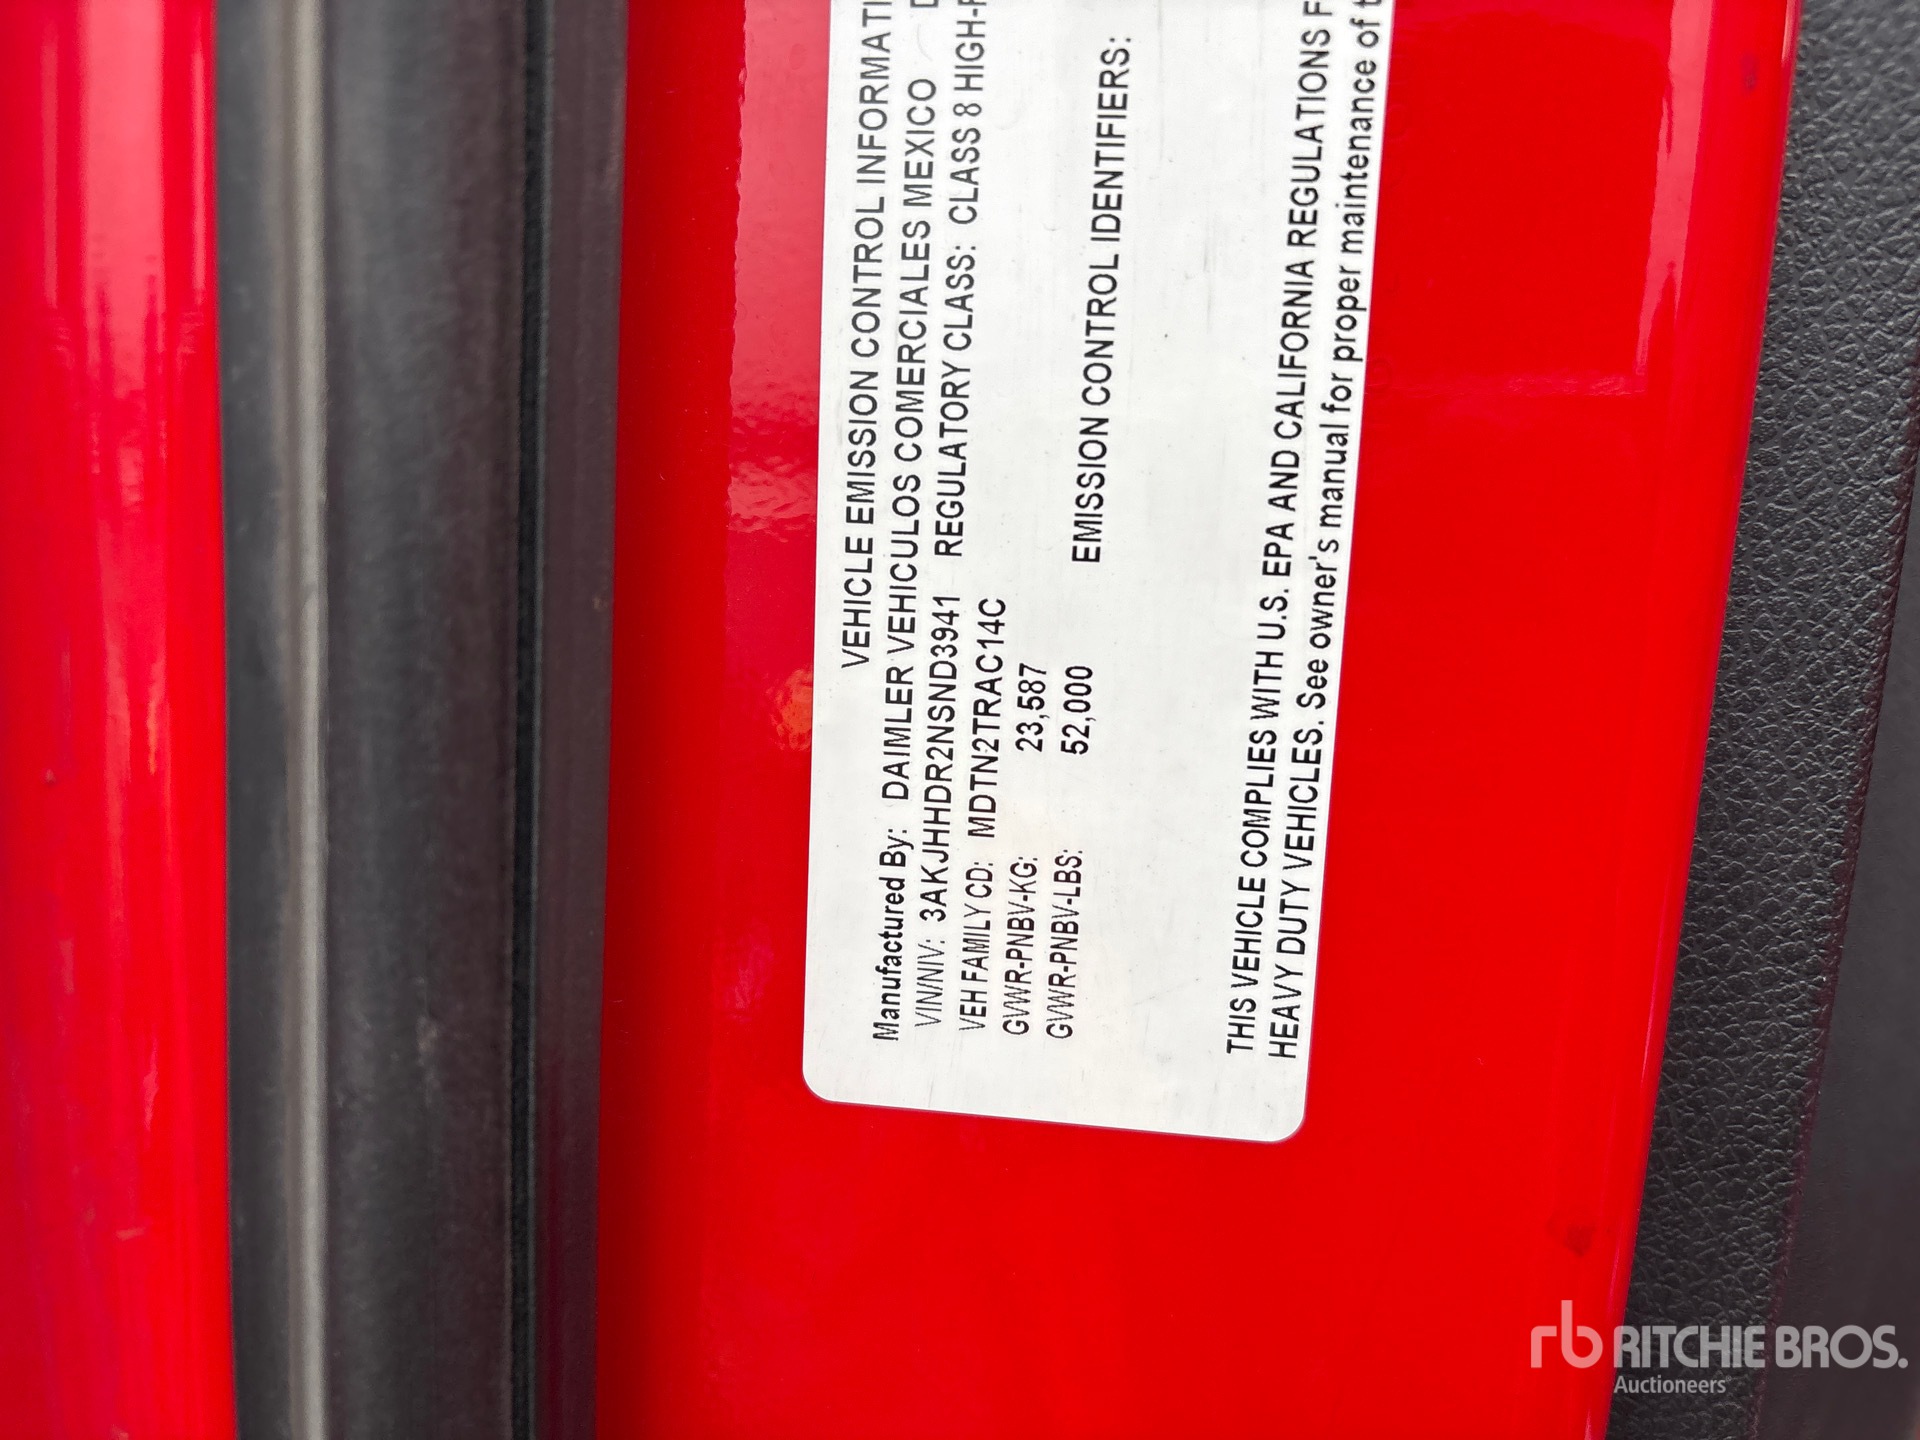 VEHICLE EMISSION CONTROL INFORMATI
Manufactured By: DAIMLER VEHICULOS COMERCIALES MEXICO
VIN/NIV: 3AKJHHDR2NSND3941 REGULATORY CLASS: CLASS 8 HIGH-
VEH FAMILY CD: MDTN2TRAC14C
GVWR-PNBV-KG: 23,587
GVWR-PNBV-LBS: 52,000 EMISSION CONTROL IDENTIFIERS:
THIS VEHICLE COMPLIES WITH U.S. EPA AND CALIFORNIA REGULATIONS F
HEAVY DUTY VEHICLES. See owner's manual for proper maintenance of t
rb RITCHIE BROS.
Auctioneers